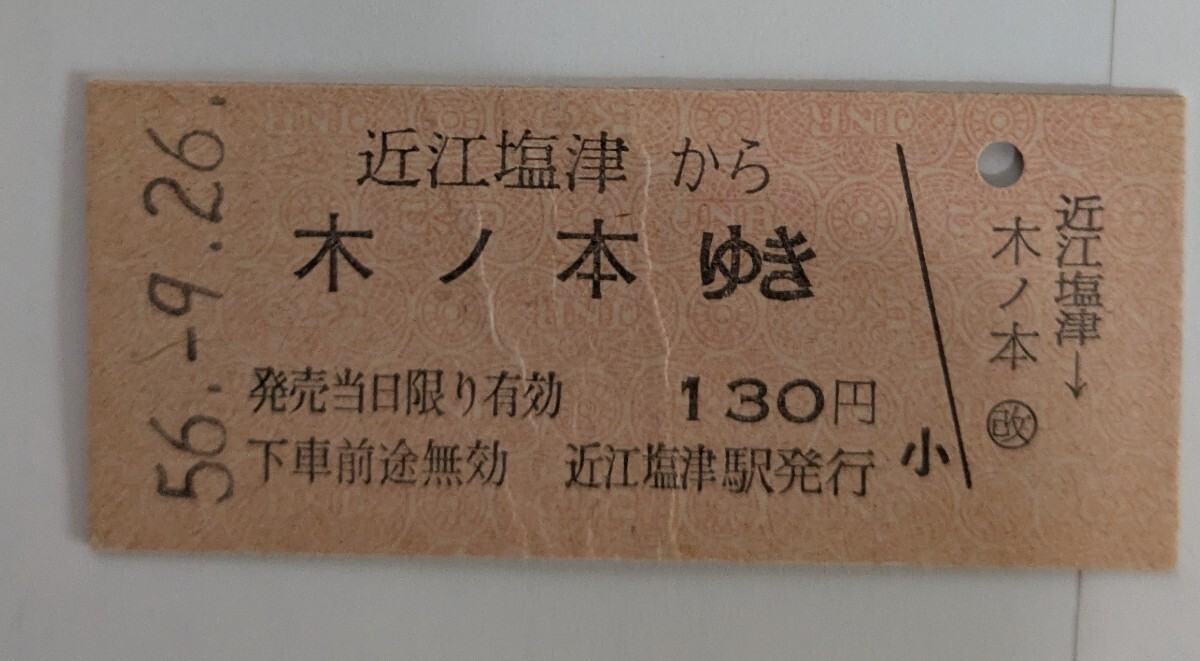 56.-9.26.
近江塩津 から
木ノ本 ゆき
発売当日限り有効 130円
下車前途無効 近江塩津駅発行
小
近江塩津→
木ノ本 ㊢改